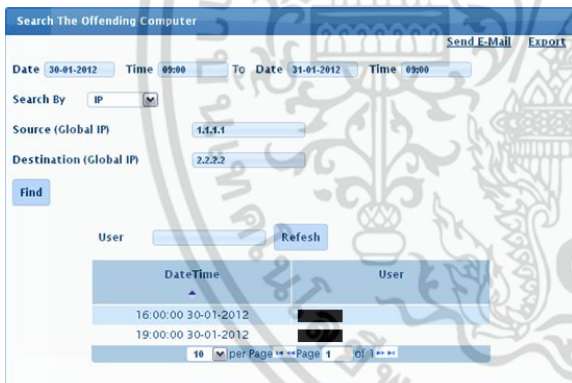 Search The Offending Computer
Send E-Mail Export
Date 30-01-2012 Time 09:00 To Date 31-01-2012 Time 09:00
Search By IP
Source (Global IP) 1.1.1.1
Destination (Global IP) 2.2.2.2
Find
User Refesh
DateTime User
16:00:00 30-01-2012
19:00:00 30-01-2012
10 per Page Page 1 of 1